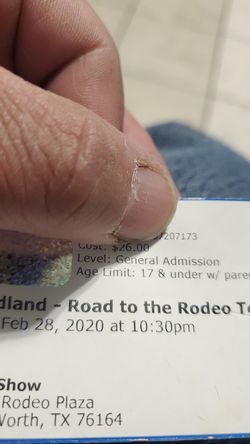 7207173
Cost: $26.00
Level: General Admission
Age Limit: 17 & under w/ pare
dland - Road to the Rodeo T
Feb 28, 2020 at 10:30pm
Show
Rodeo Plaza
Worth, TX 76164